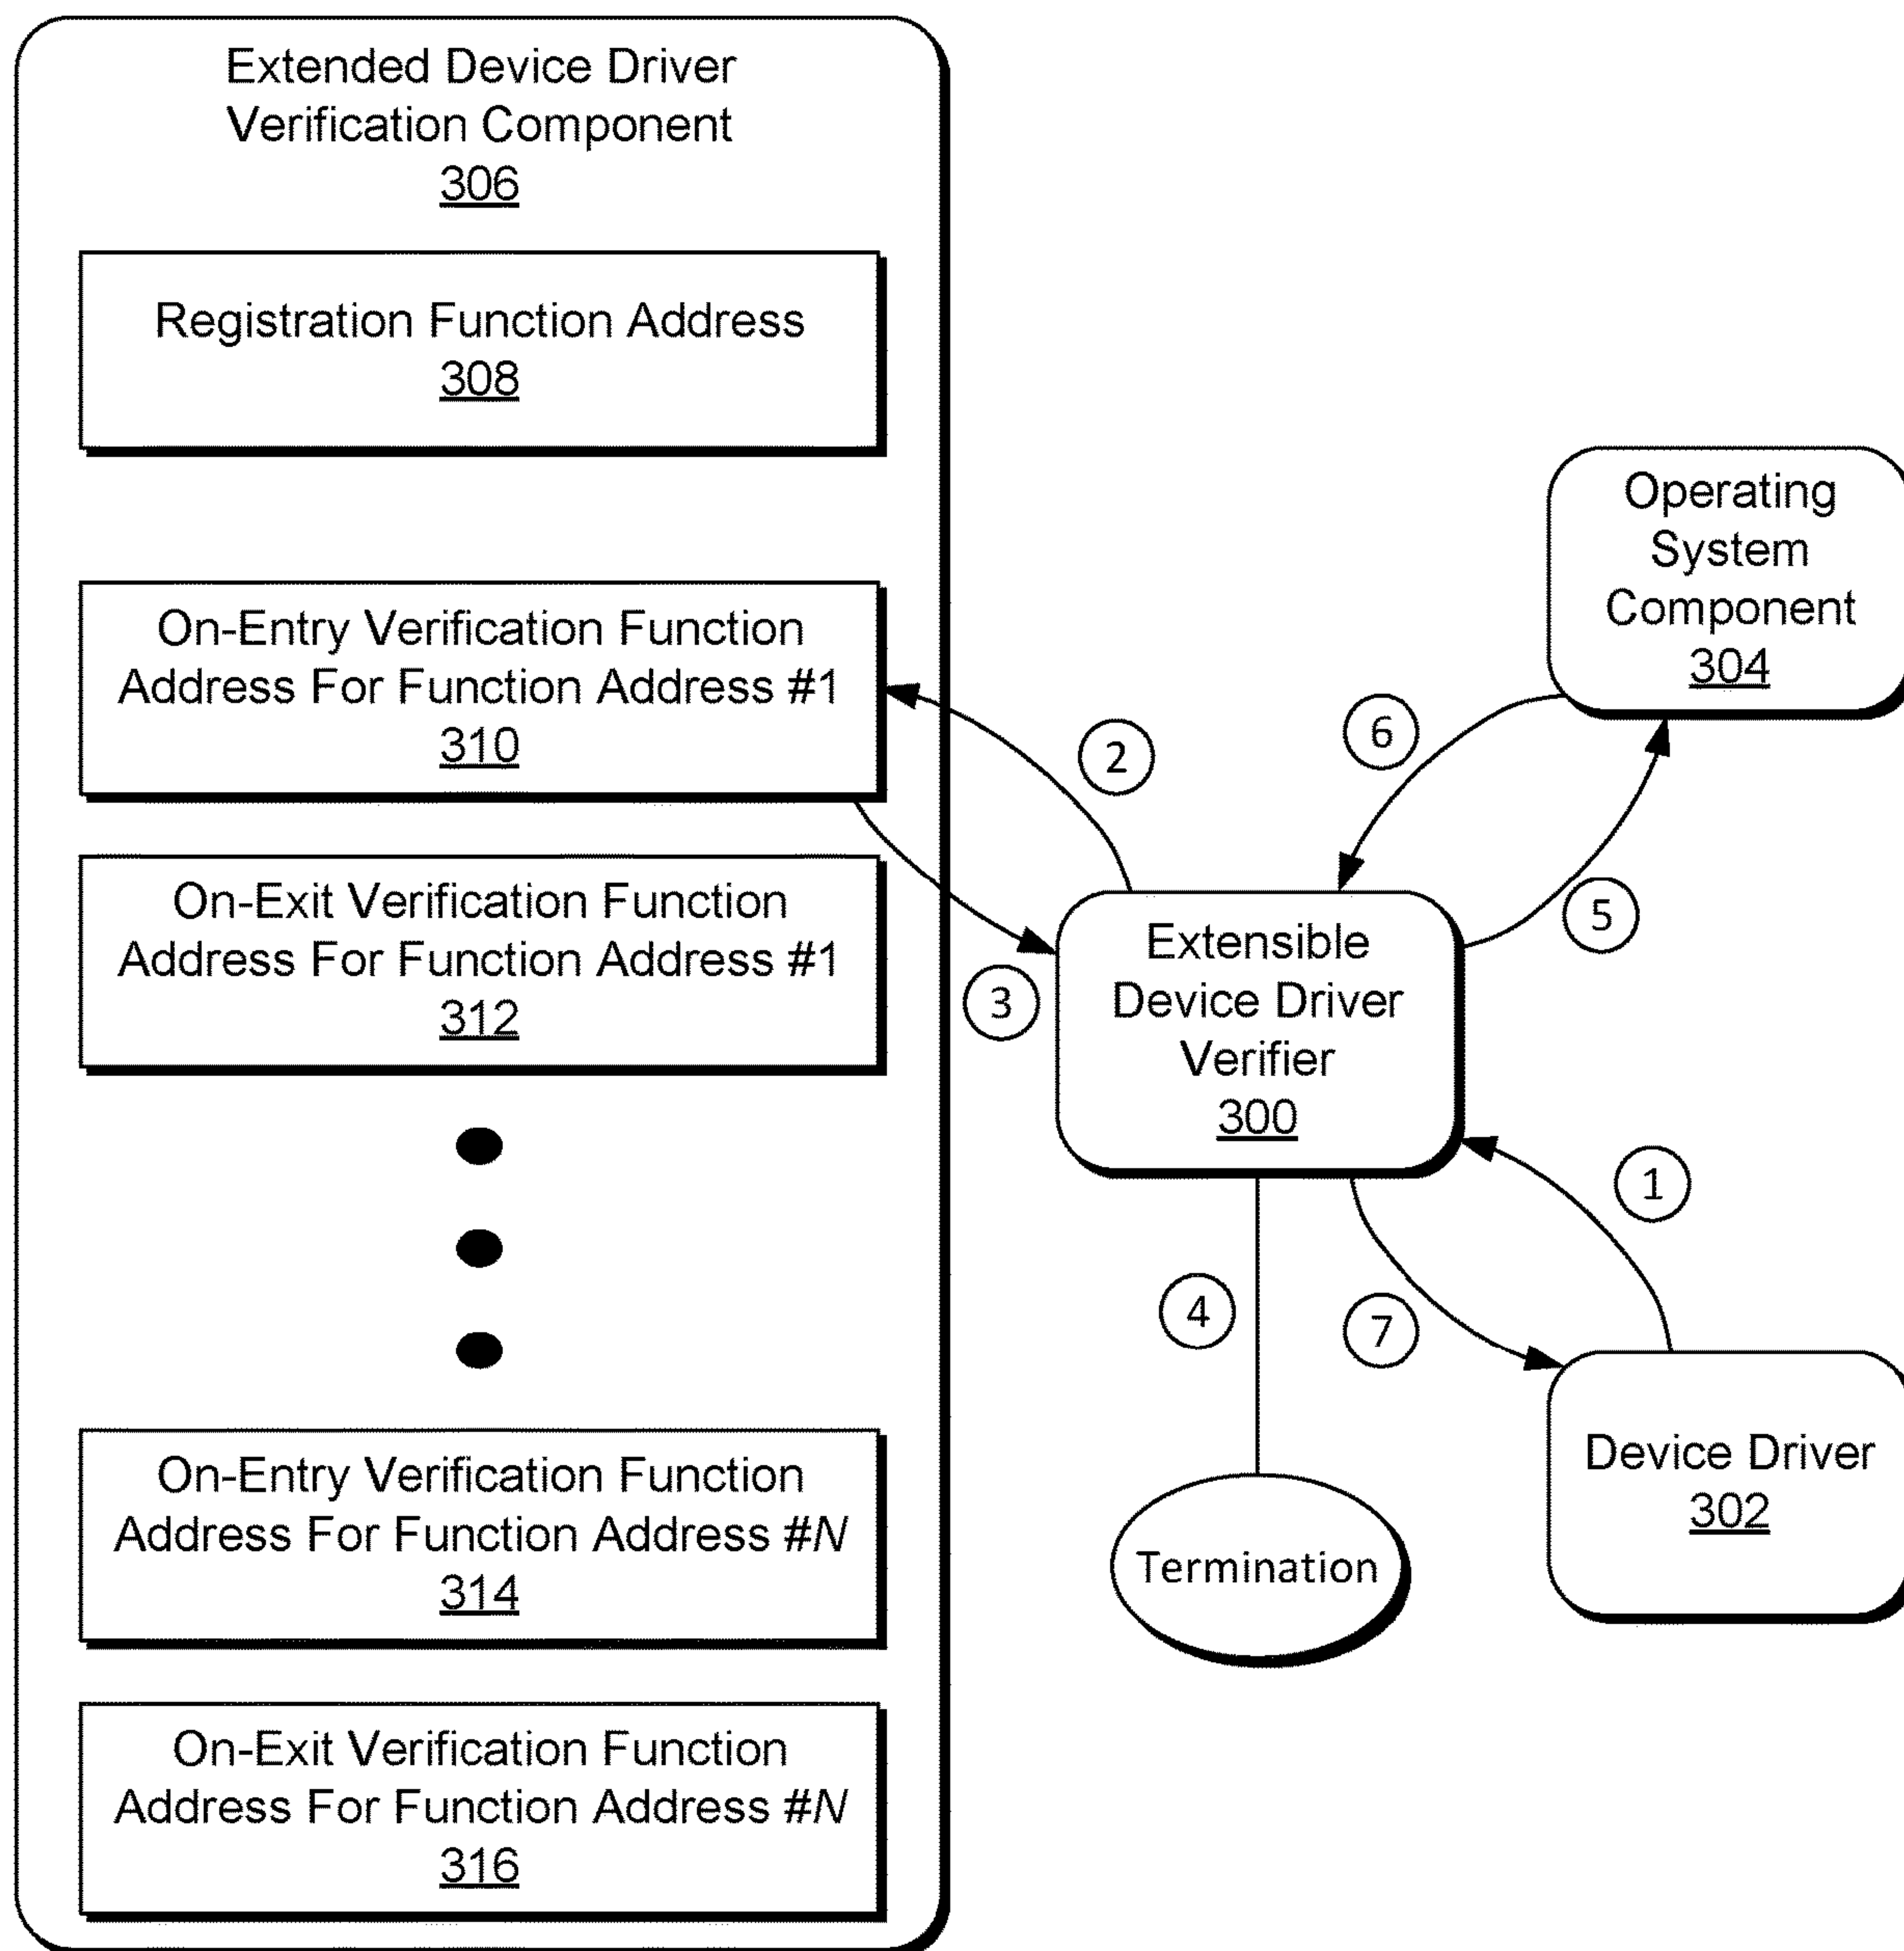 Extended Device Driver
Verification Component
306
Registration Function Address
308
On-Entry Verification Function
Address For Function Address #1
310
On-Exit Verification Function
Address For Function Address #1
312
On-Entry Verification Function
Address For Function Address #N
314
On-Exit Verification Function
Address For Function Address #N
316
Operating
System
Component
304
6
2
5
3
Extensible
Device Driver
Verifier
300
1
4
7
Termination
Device Driver
302